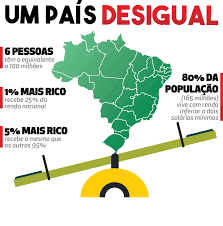 UM PAÍS DESIGUAL
6 PESSOAS
têm o equivalente
a 100 milhões
1% MAIS RICO
recebe 25% da
renda nacional
5% MAIS RICO
recebe o mesmo que
os outros 95%
80% DA
POPULAÇÃO
(165 milhões)
vive com renda
inferior a dois
salários mínimos